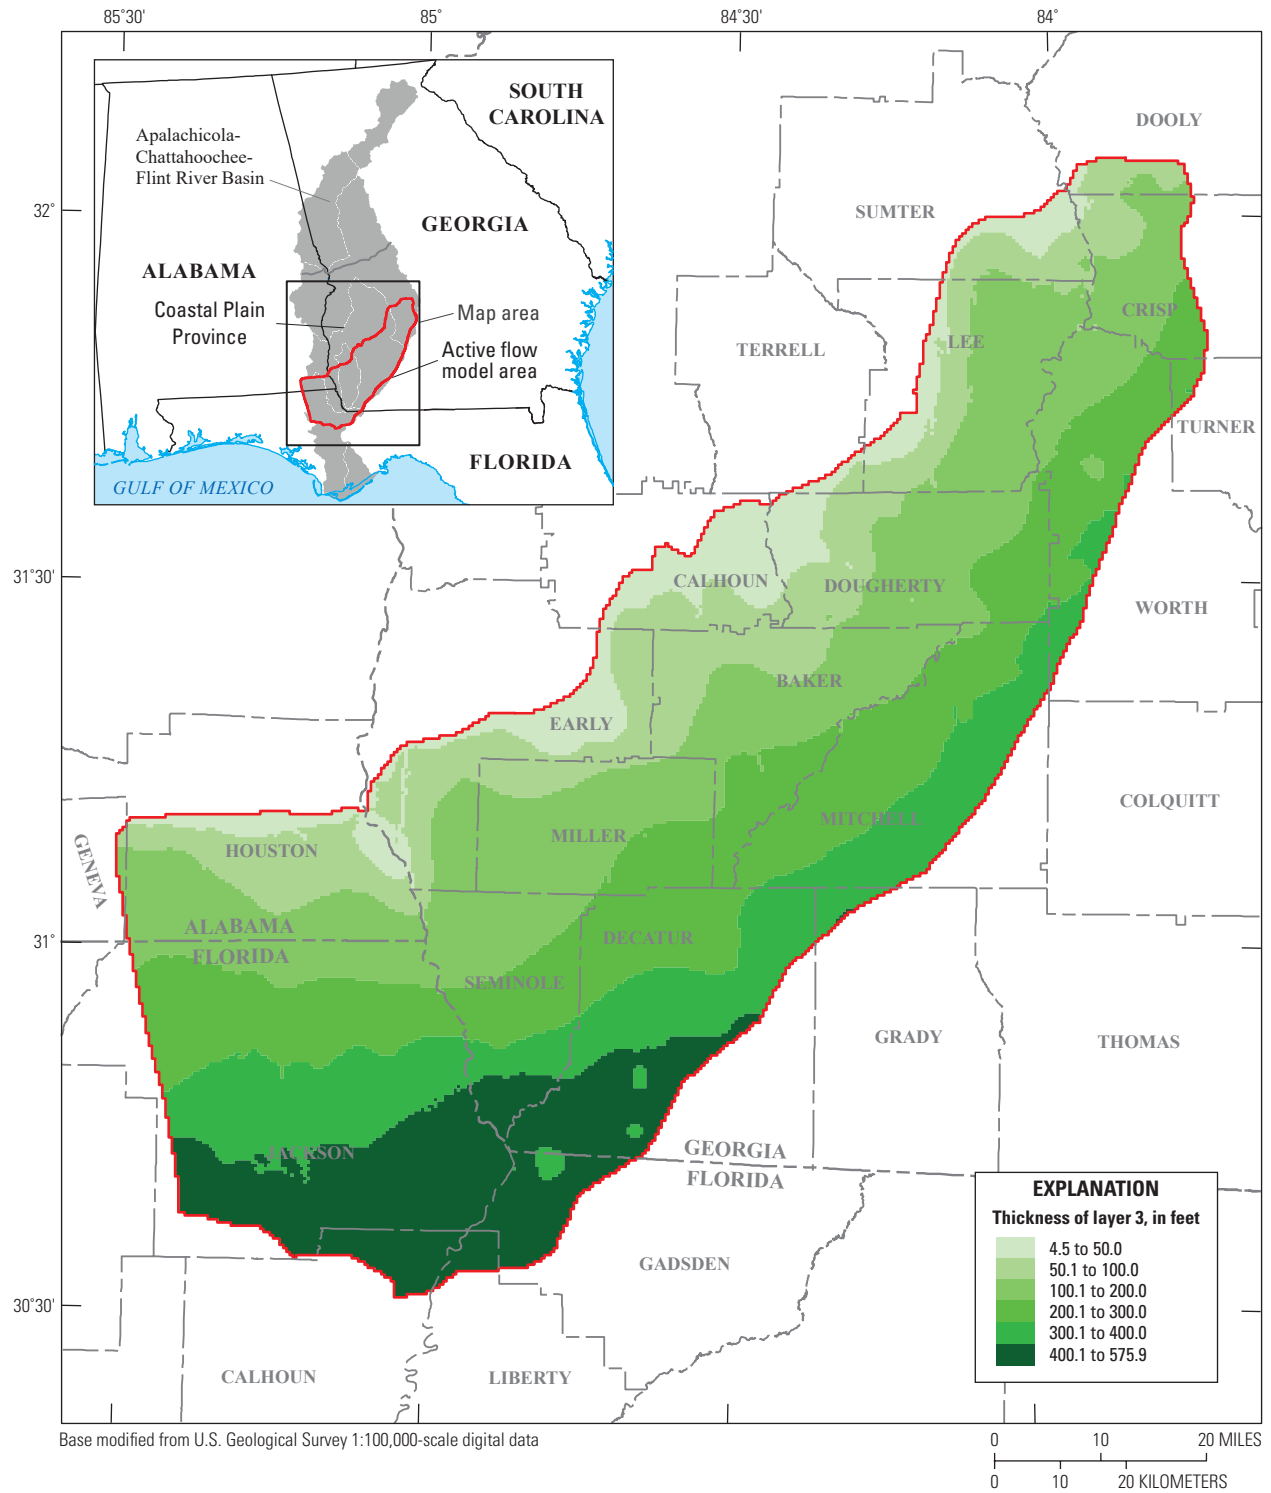 85˚30'
85˚
84˚30'
84˚
32˚
31˚30'
31˚
30˚30'
SOUTH
CAROLINA
Apalachicola-
Chattahoochee-
Flint River Basin
GEORGIA
ALABAMA
Coastal Plain
Province
Map area
Active flow
model area
FLORIDA
GULF OF MEXICO
DOOLY
SUMTER
CRISP
LEE
TERRELL
TURNER
CALHOUN
DOUGHERTY
WORTH
BAKER
EARLY
COLQUITT
MITCHELL
MILLER
HOUSTON
GENEVA
ALABAMA
FLORIDA
DECATUR
SEMINOLE
GRADY
THOMAS
JACKSON
GEORGIA
FLORIDA
GADSDEN
CALHOUN
LIBERTY
EXPLANATION
Thickness of layer 3, in feet
4.5 to 50.0
50.1 to 100.0
100.1 to 200.0
200.1 to 300.0
300.1 to 400.0
400.1 to 575.9
Base modified from U.S. Geological Survey 1:100,000-scale digital data
0 10 20 MILES
0 10 20 KILOMETERS